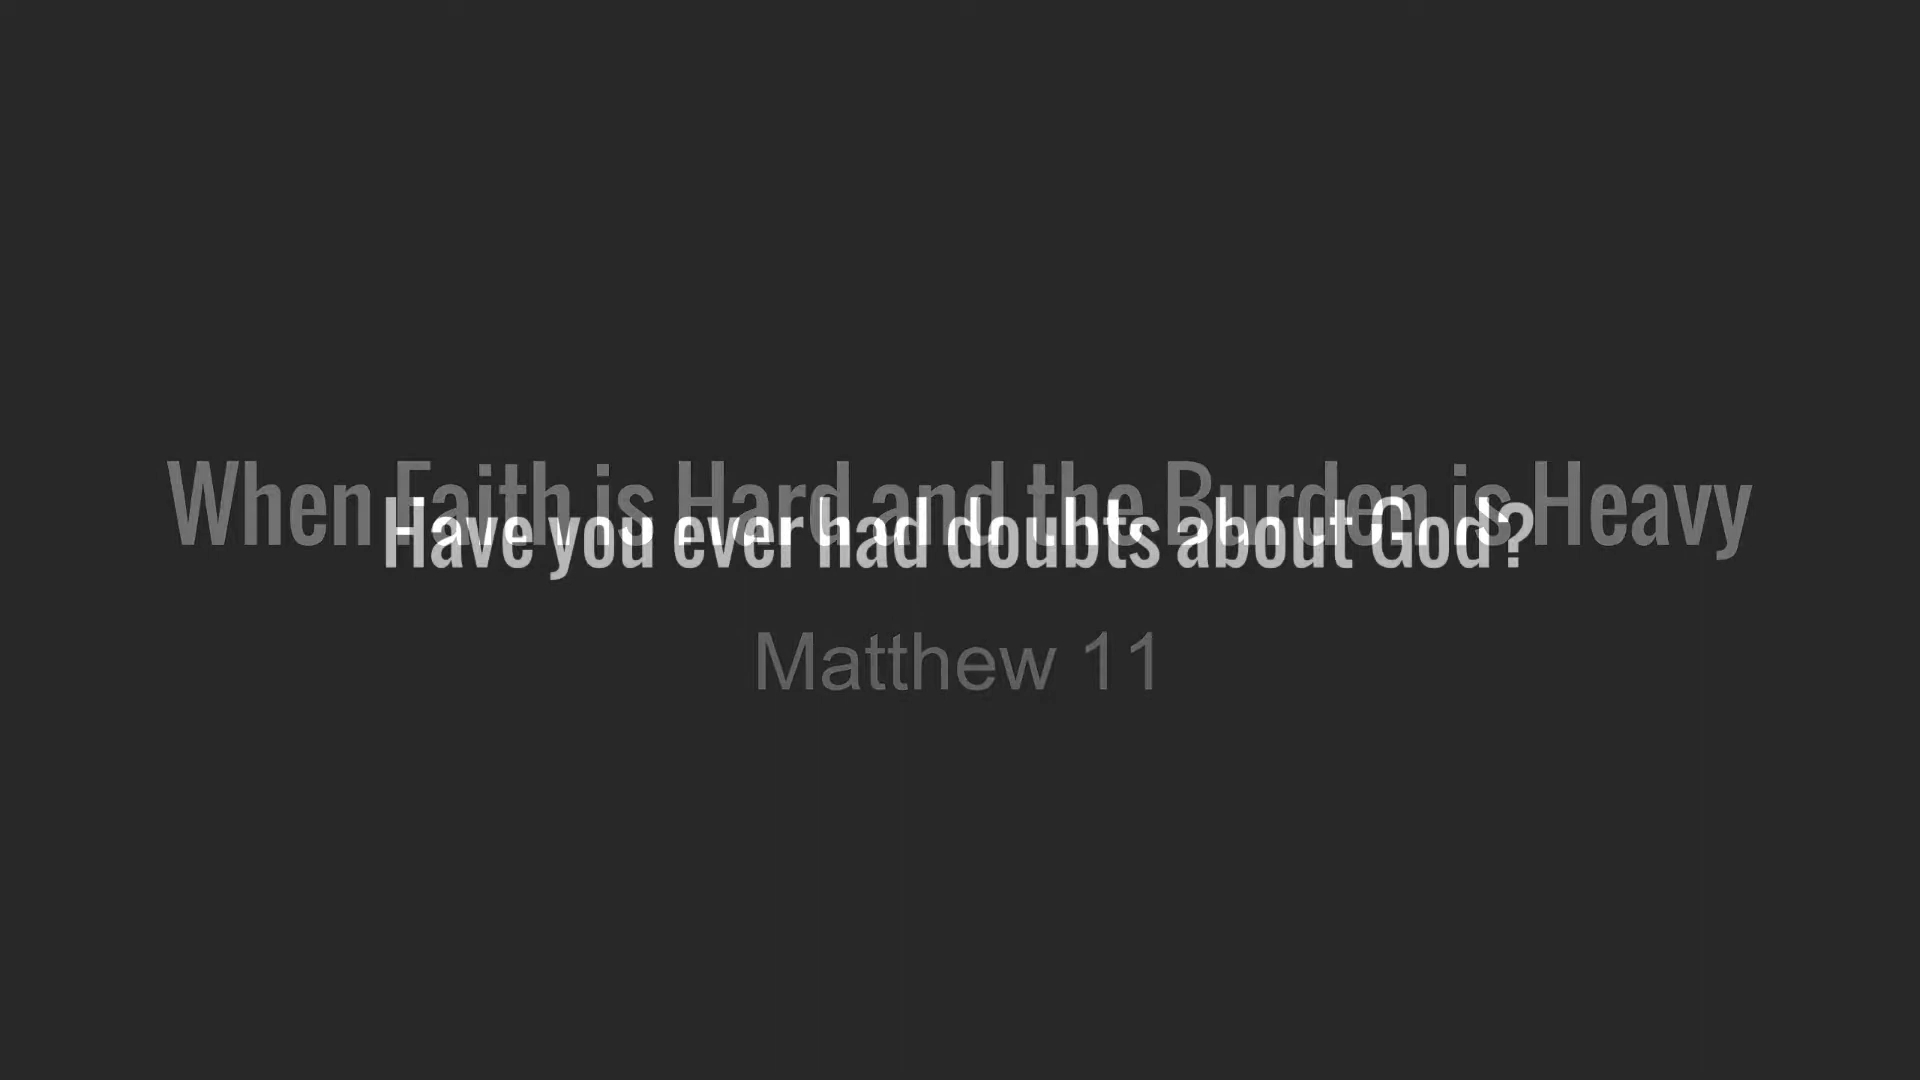 When Faith is Hard and the Burden is Heavy
Have you ever had doubts about God?
Matthew 11